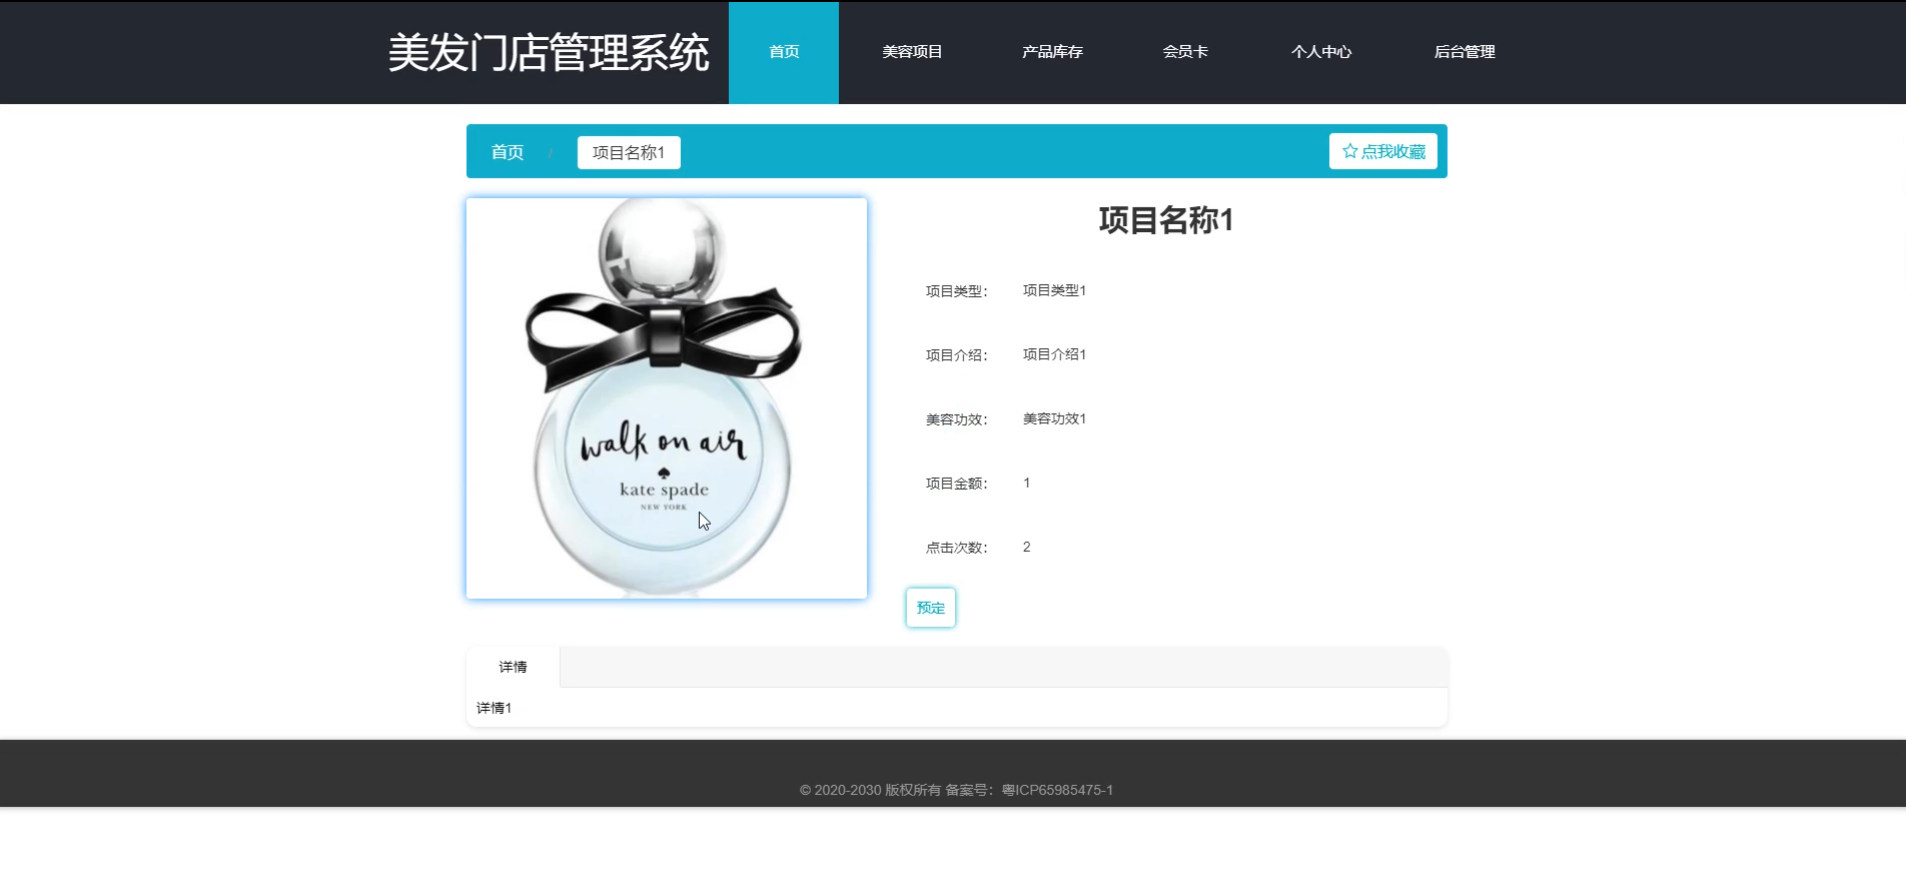 美发门店管理系统 首页 美容项目 产品库存 会员卡 个人中心 后台管理
首页 / 项目名称1 ☆ 点我收藏
walk on air
kate spade
NEW YORK
项目名称1
项目类型： 项目类型1
项目介绍： 项目介绍1
美容功效： 美容功效1
项目金额： 1
点击次数： 2
预定
详情
详情1
© 2020-2030 版权所有 备案号：粤ICP65985475-1